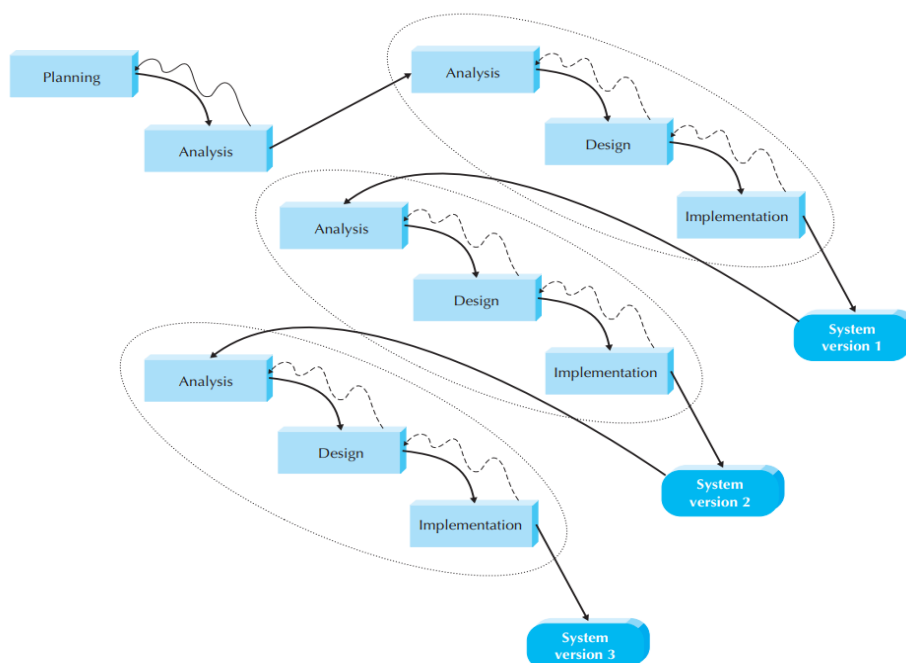 Planning
Analysis
Analysis
Design
Implementation
System
version 1
Analysis
Design
Implementation
System
version 2
Analysis
Design
Implementation
System
version 3